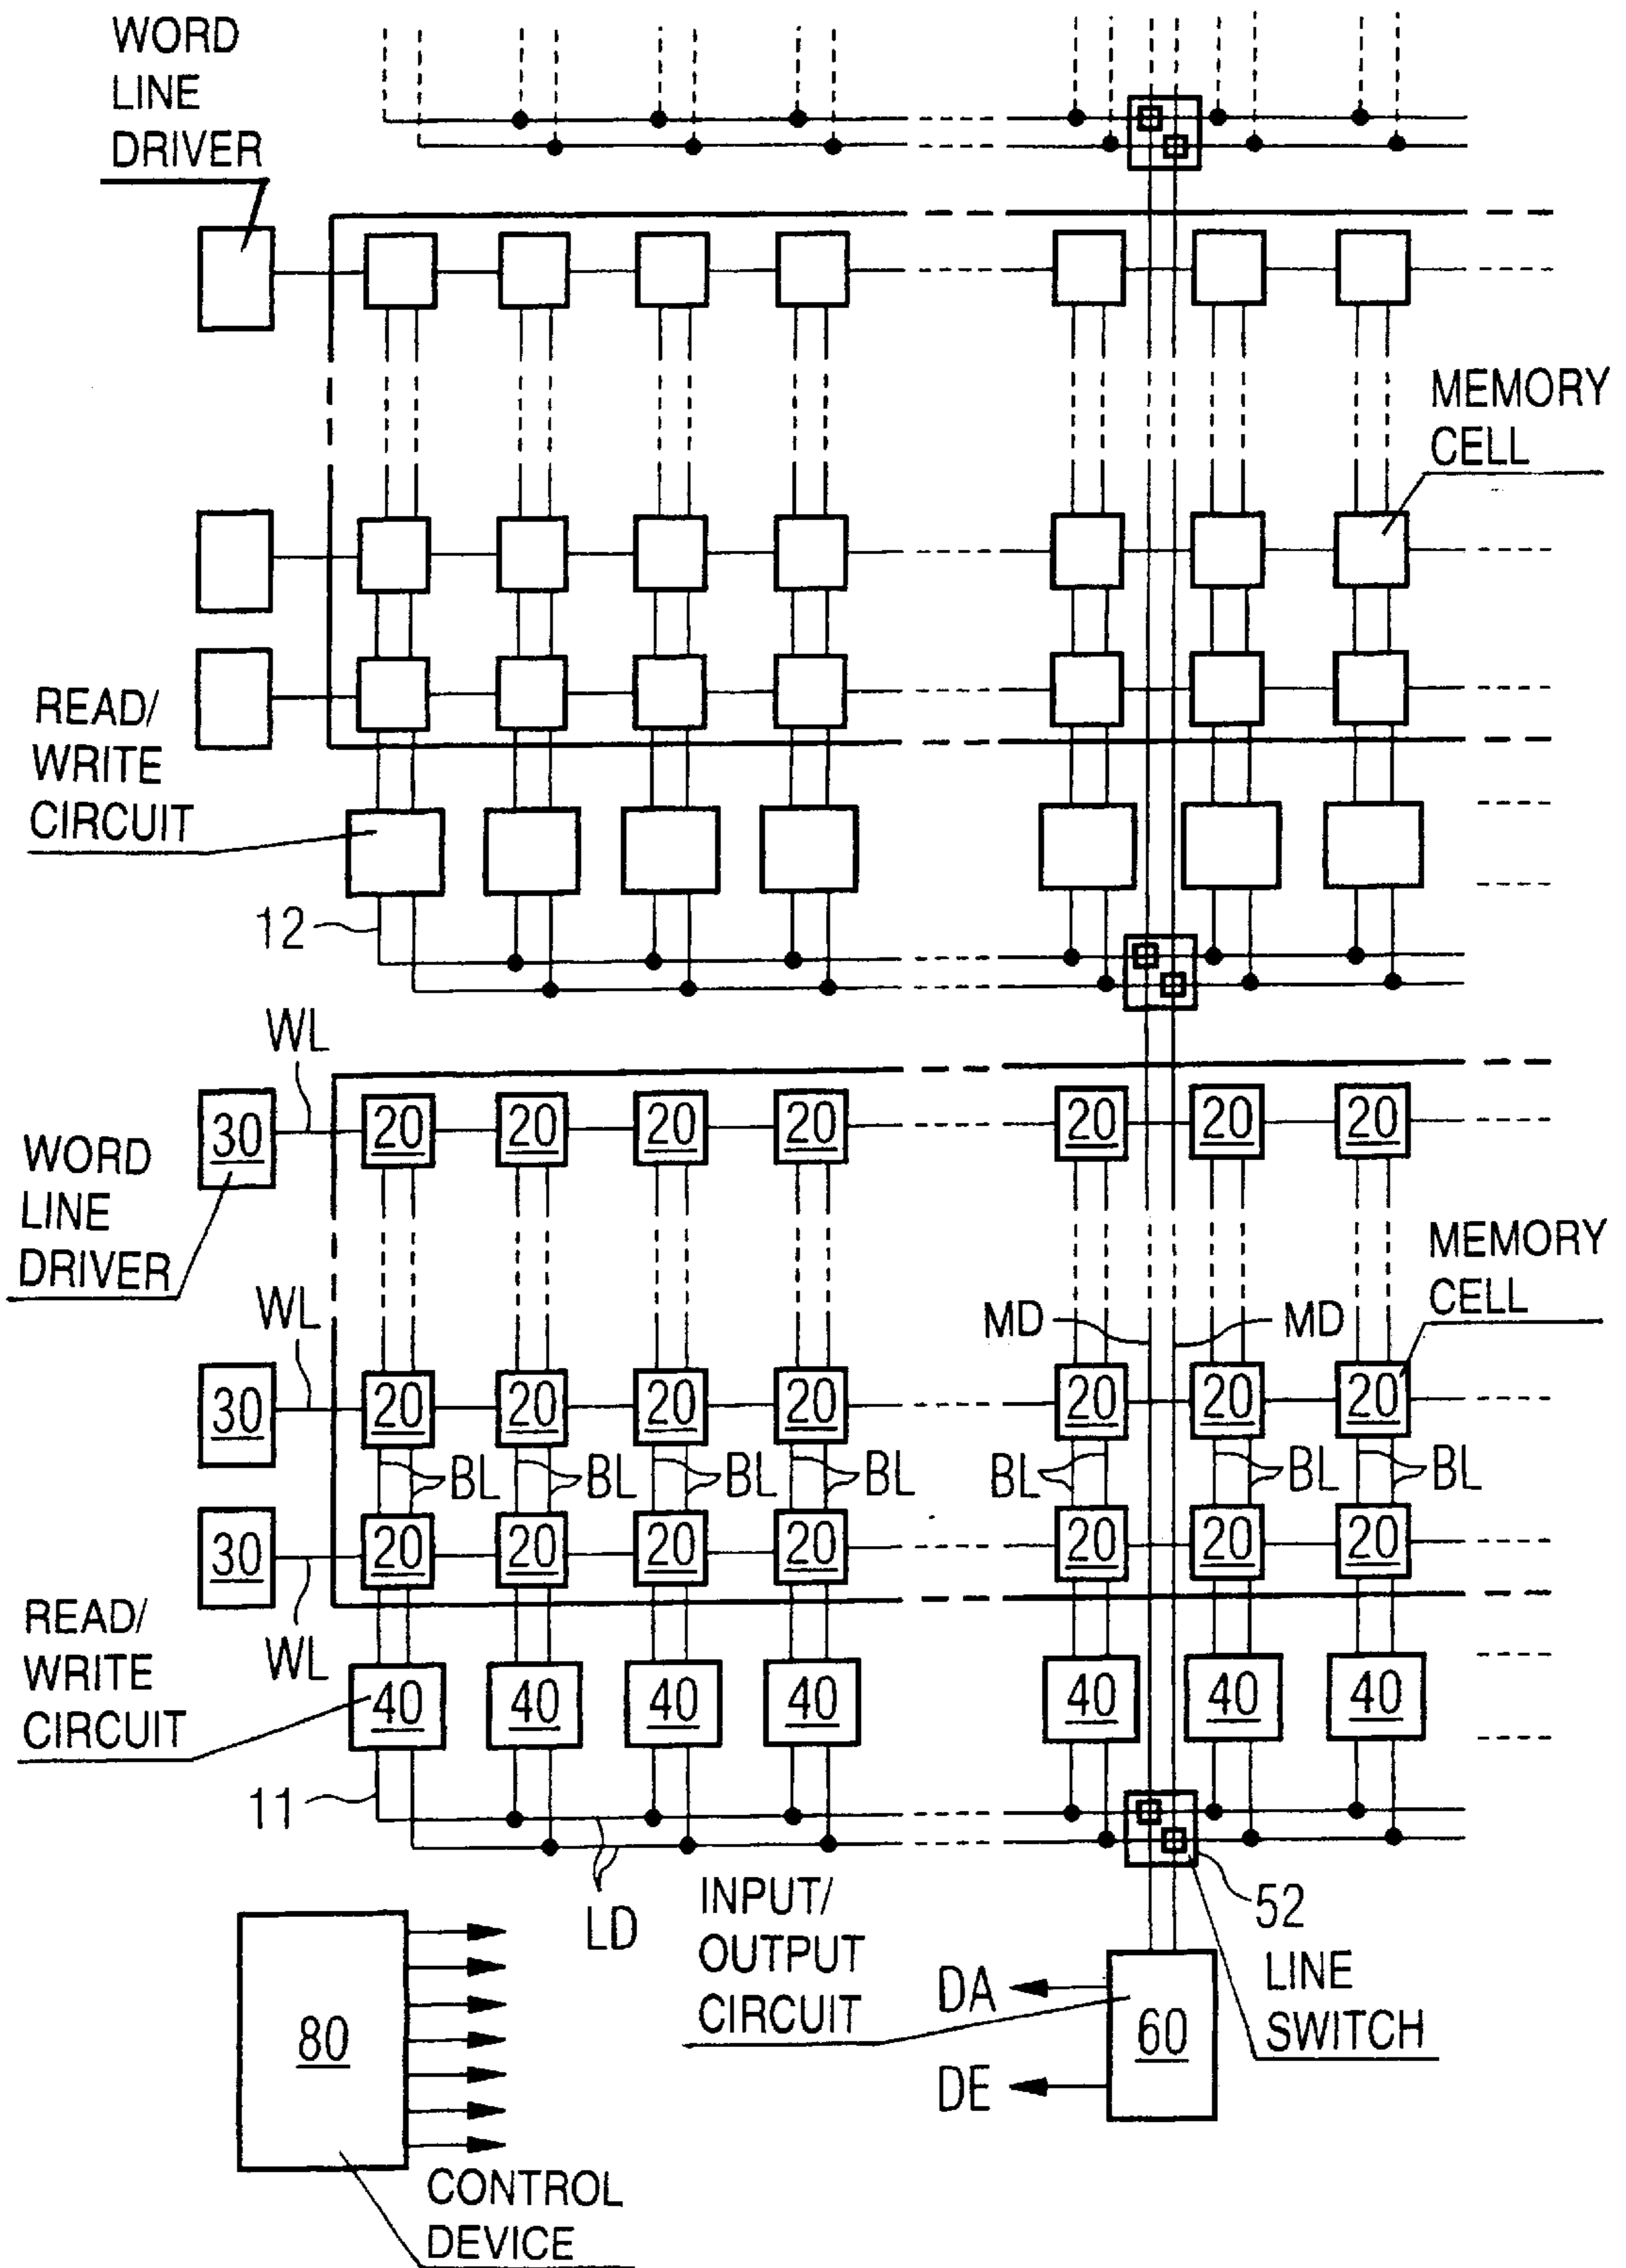 WORD
LINE
DRIVER
MEMORY
CELL
READ/
WRITE
CIRCUIT
12
WL
30 20 20 20 20 20 20 20
WORD
LINE
DRIVER
MEMORY
CELL
WL
MD MD
30 20 20 20 20 20 20 20
BL BL BL BL BL BL BL
30 20 20 20 20 20 20 20
WL
READ/
WRITE
CIRCUIT
40 40 40 40 40 40 40
11
LD
INPUT/
OUTPUT
CIRCUIT
52
LINE
SWITCH
DA
60
DE
80
CONTROL
DEVICE